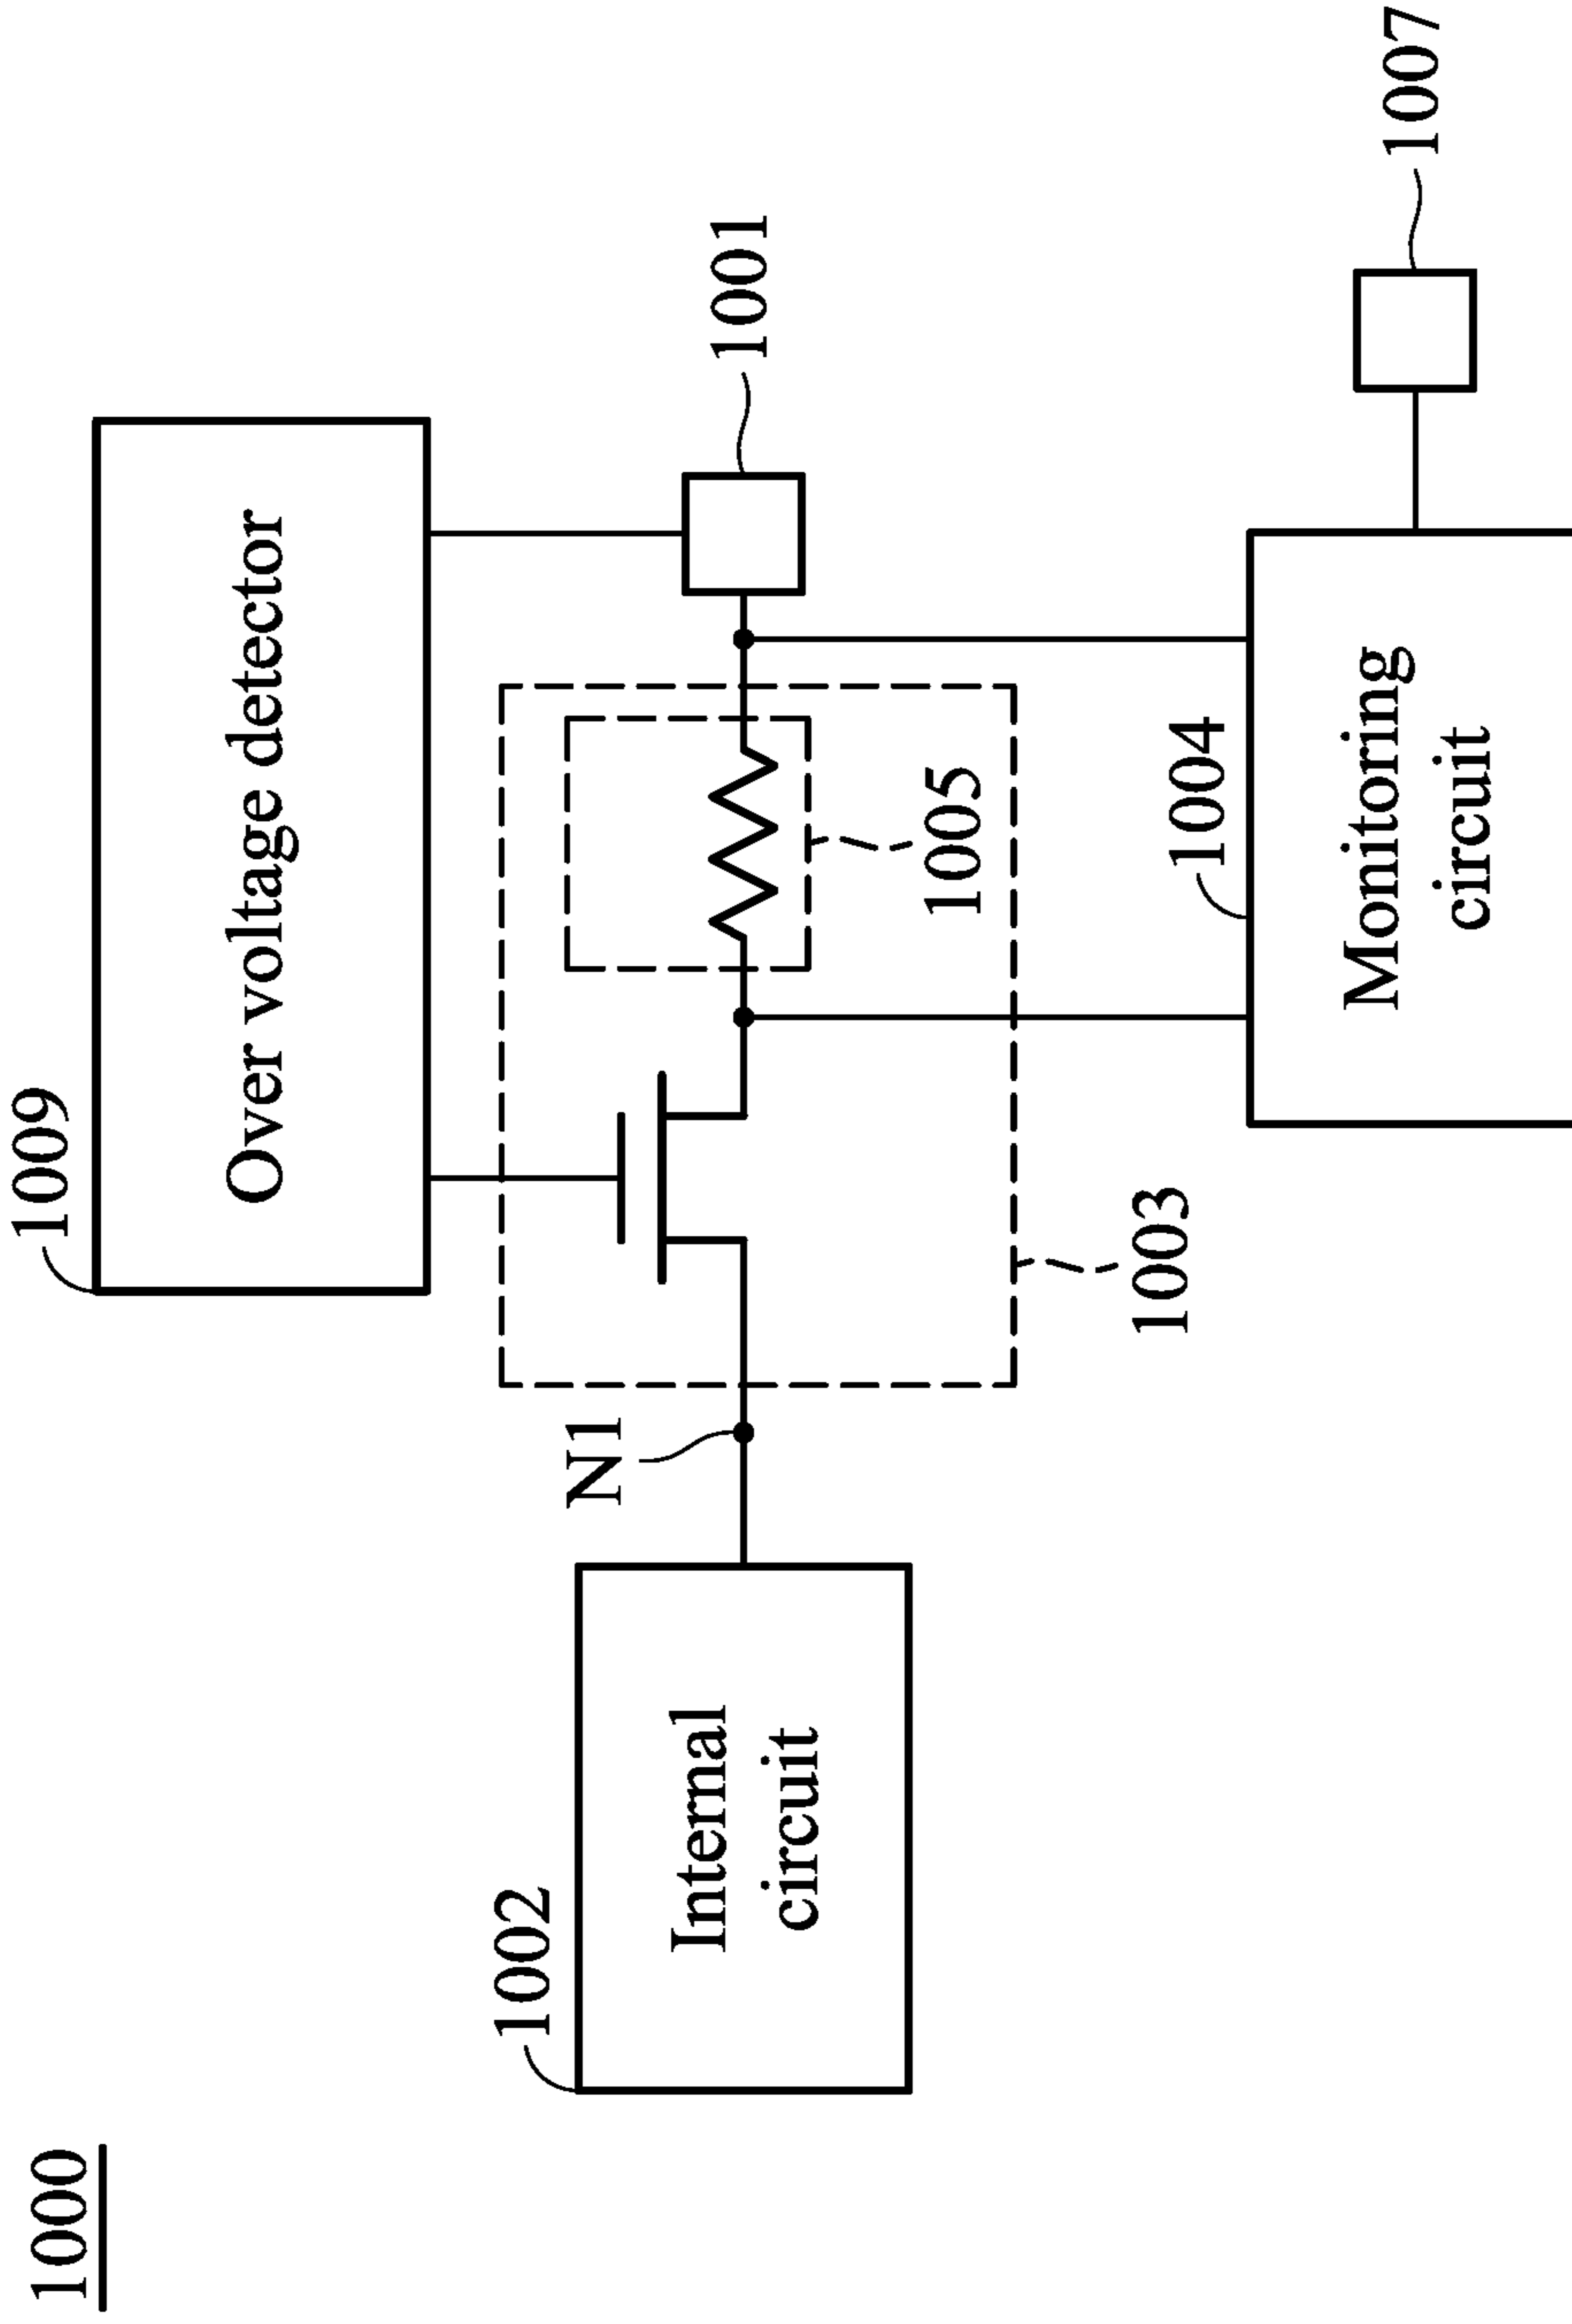 1000
1009
Over voltage detector
1002
Internal
circuit
N1
1003
1005
1001
1004
Monitoring
circuit
1007